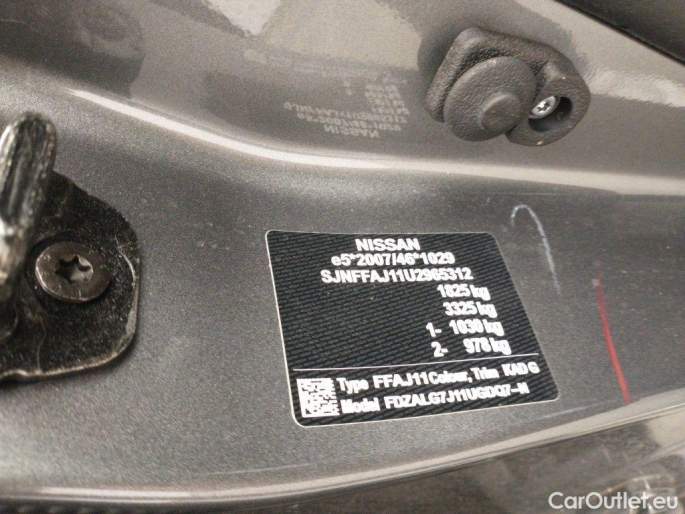 NISSAN
e5*2007/46*1029
SJNFFAJ11U2965312
1825 kg
3325 kg
1- 1030 kg
2- 978 kg
Type FFAJ11 Colour, Trim KAD G
Model FDZALG7J11UGDQ7-N
CarOutlet.eu